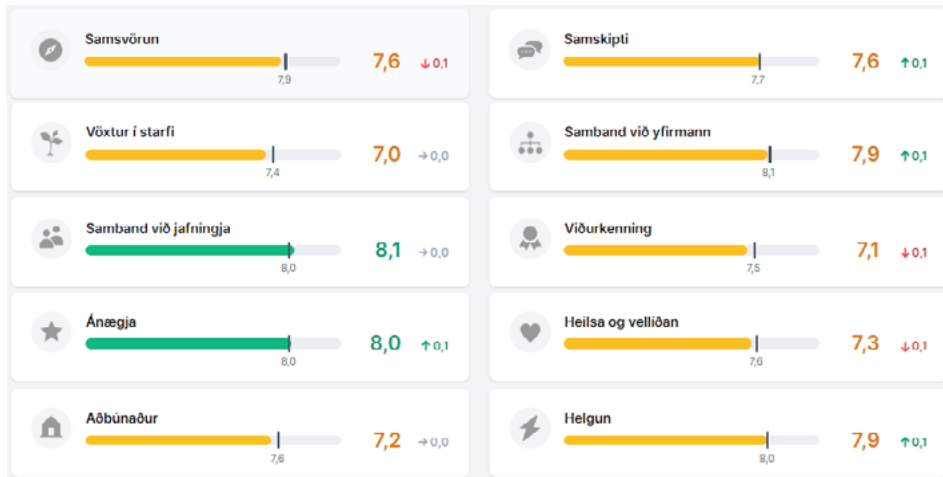 Samsvörun
7,6 ↓ 0,1
7,9
Samskipti
7,6 ↑ 0,1
7,7
Vöxtur í starfi
7,0 → 0,0
7,4
Samband við yfirmann
7,9 ↑ 0,1
8,1
Samband við jafningja
8,1 → 0,0
8,0
Viðurkenning
7,1 ↓ 0,1
7,5
Ánægja
8,0 ↑ 0,1
8,0
Heilsa og vellíðan
7,3 ↓ 0,1
7,6
Aðbúnaður
7,2 → 0,0
7,6
Helgun
7,9 ↑ 0,1
8,0